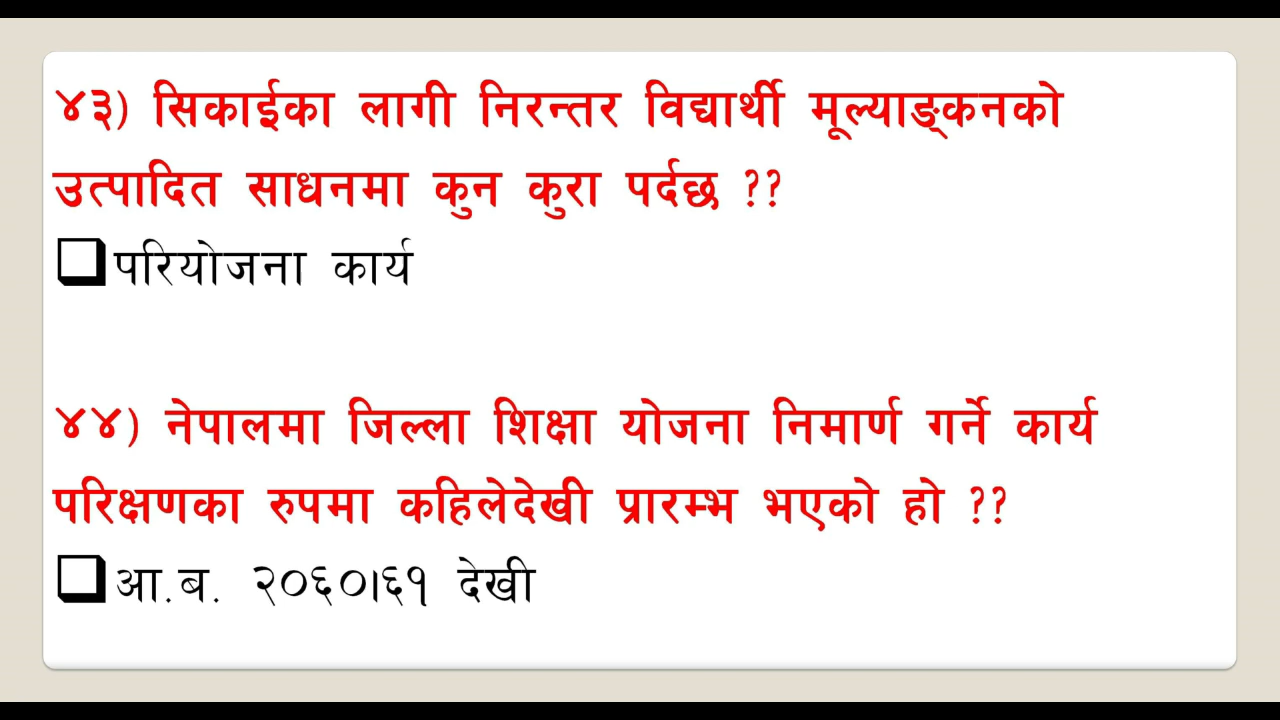 ४३) सिकाईका लागी निरन्तर विद्यार्थी मूल्याङ्कनको
उत्पादित साधनमा कुन कुरा पर्दछ ??
परियोजना कार्य
४४) नेपालमा जिल्ला शिक्षा योजना निमार्ण गर्ने कार्य
परिक्षणका रुपमा कहिलेदेखी प्रारम्भ भएको हो ??
आ.ब. २०६०।६१ देखी